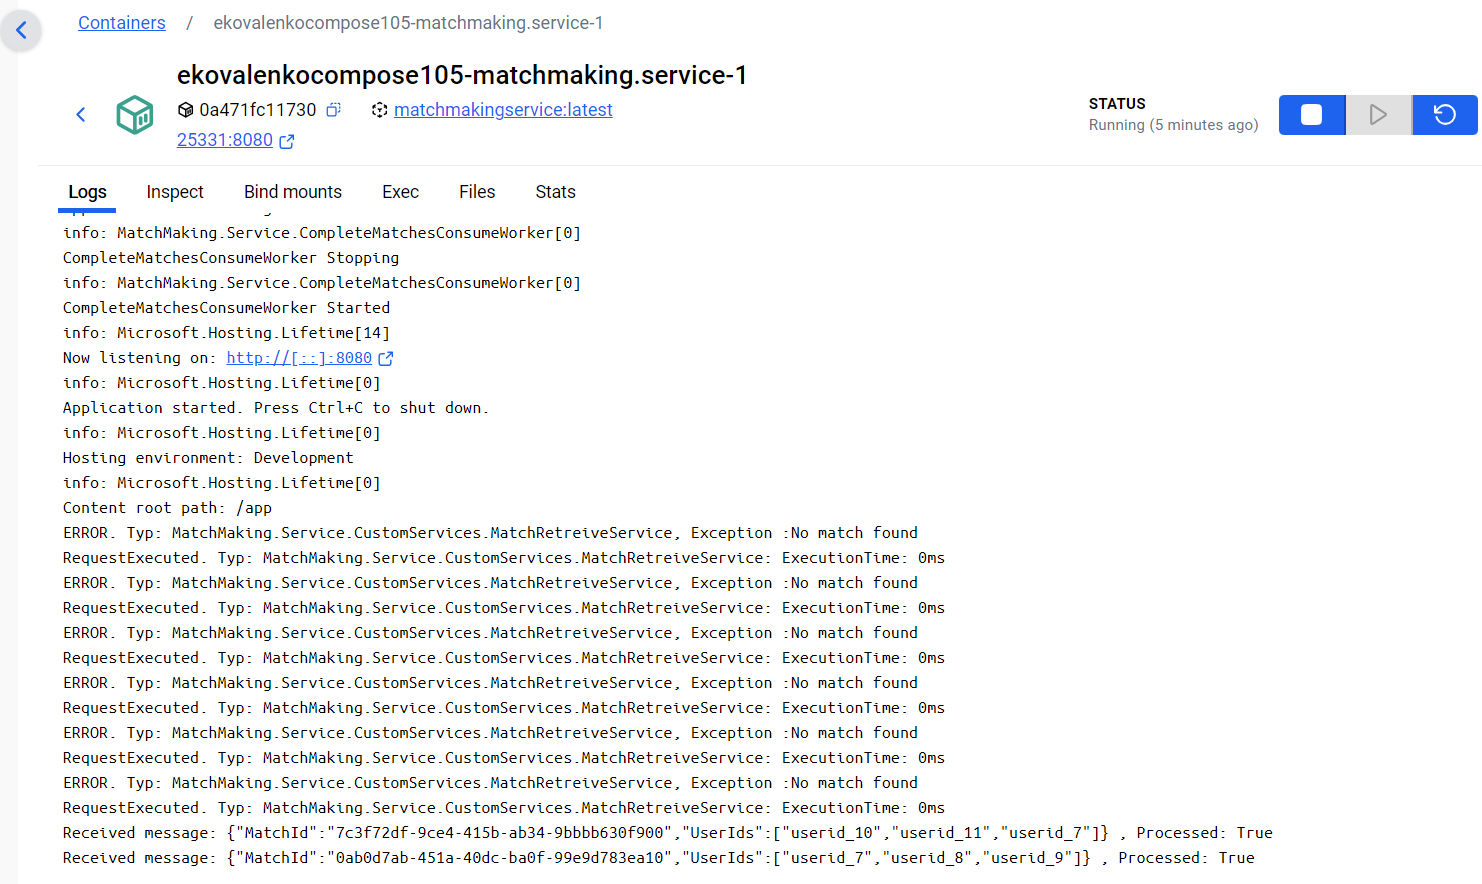 Containers / ekovalenkocompose105-matchmaking.service-1
ekovalenkocompose105-matchmaking.service-1
0a471fc11730 matchmakingservice:latest
25331:8080
STATUS
Running (5 minutes ago)
Logs Inspect Bind mounts Exec Files Stats
info: MatchMaking.Service.CompleteMatchesConsumeWorker[0]
CompleteMatchesConsumeWorker Stopping
info: MatchMaking.Service.CompleteMatchesConsumeWorker[0]
CompleteMatchesConsumeWorker Started
info: Microsoft.Hosting.Lifetime[14]
Now listening on: http://[::]:8080
info: Microsoft.Hosting.Lifetime[0]
Application started. Press Ctrl+C to shut down.
info: Microsoft.Hosting.Lifetime[0]
Hosting environment: Development
info: Microsoft.Hosting.Lifetime[0]
Content root path: /app
ERROR. Typ: MatchMaking.Service.CustomServices.MatchRetreiveService, Exception :No match found
RequestExecuted. Typ: MatchMaking.Service.CustomServices.MatchRetreiveService: ExecutionTime: 0ms
ERROR. Typ: MatchMaking.Service.CustomServices.MatchRetreiveService, Exception :No match found
RequestExecuted. Typ: MatchMaking.Service.CustomServices.MatchRetreiveService: ExecutionTime: 0ms
ERROR. Typ: MatchMaking.Service.CustomServices.MatchRetreiveService, Exception :No match found
RequestExecuted. Typ: MatchMaking.Service.CustomServices.MatchRetreiveService: ExecutionTime: 0ms
ERROR. Typ: MatchMaking.Service.CustomServices.MatchRetreiveService, Exception :No match found
RequestExecuted. Typ: MatchMaking.Service.CustomServices.MatchRetreiveService: ExecutionTime: 0ms
ERROR. Typ: MatchMaking.Service.CustomServices.MatchRetreiveService, Exception :No match found
RequestExecuted. Typ: MatchMaking.Service.CustomServices.MatchRetreiveService: ExecutionTime: 0ms
ERROR. Typ: MatchMaking.Service.CustomServices.MatchRetreiveService, Exception :No match found
RequestExecuted. Typ: MatchMaking.Service.CustomServices.MatchRetreiveService: ExecutionTime: 0ms
Received message: {"MatchId":"7c3f72df-9ce4-415b-ab34-9bbbb630f900","UserIds":["userid_10","userid_11","userid_7"]} , Processed: True
Received message: {"MatchId":"0ab0d7ab-451a-40dc-ba0f-99e9d783ea10","UserIds":["userid_7","userid_8","userid_9"]} , Processed: True